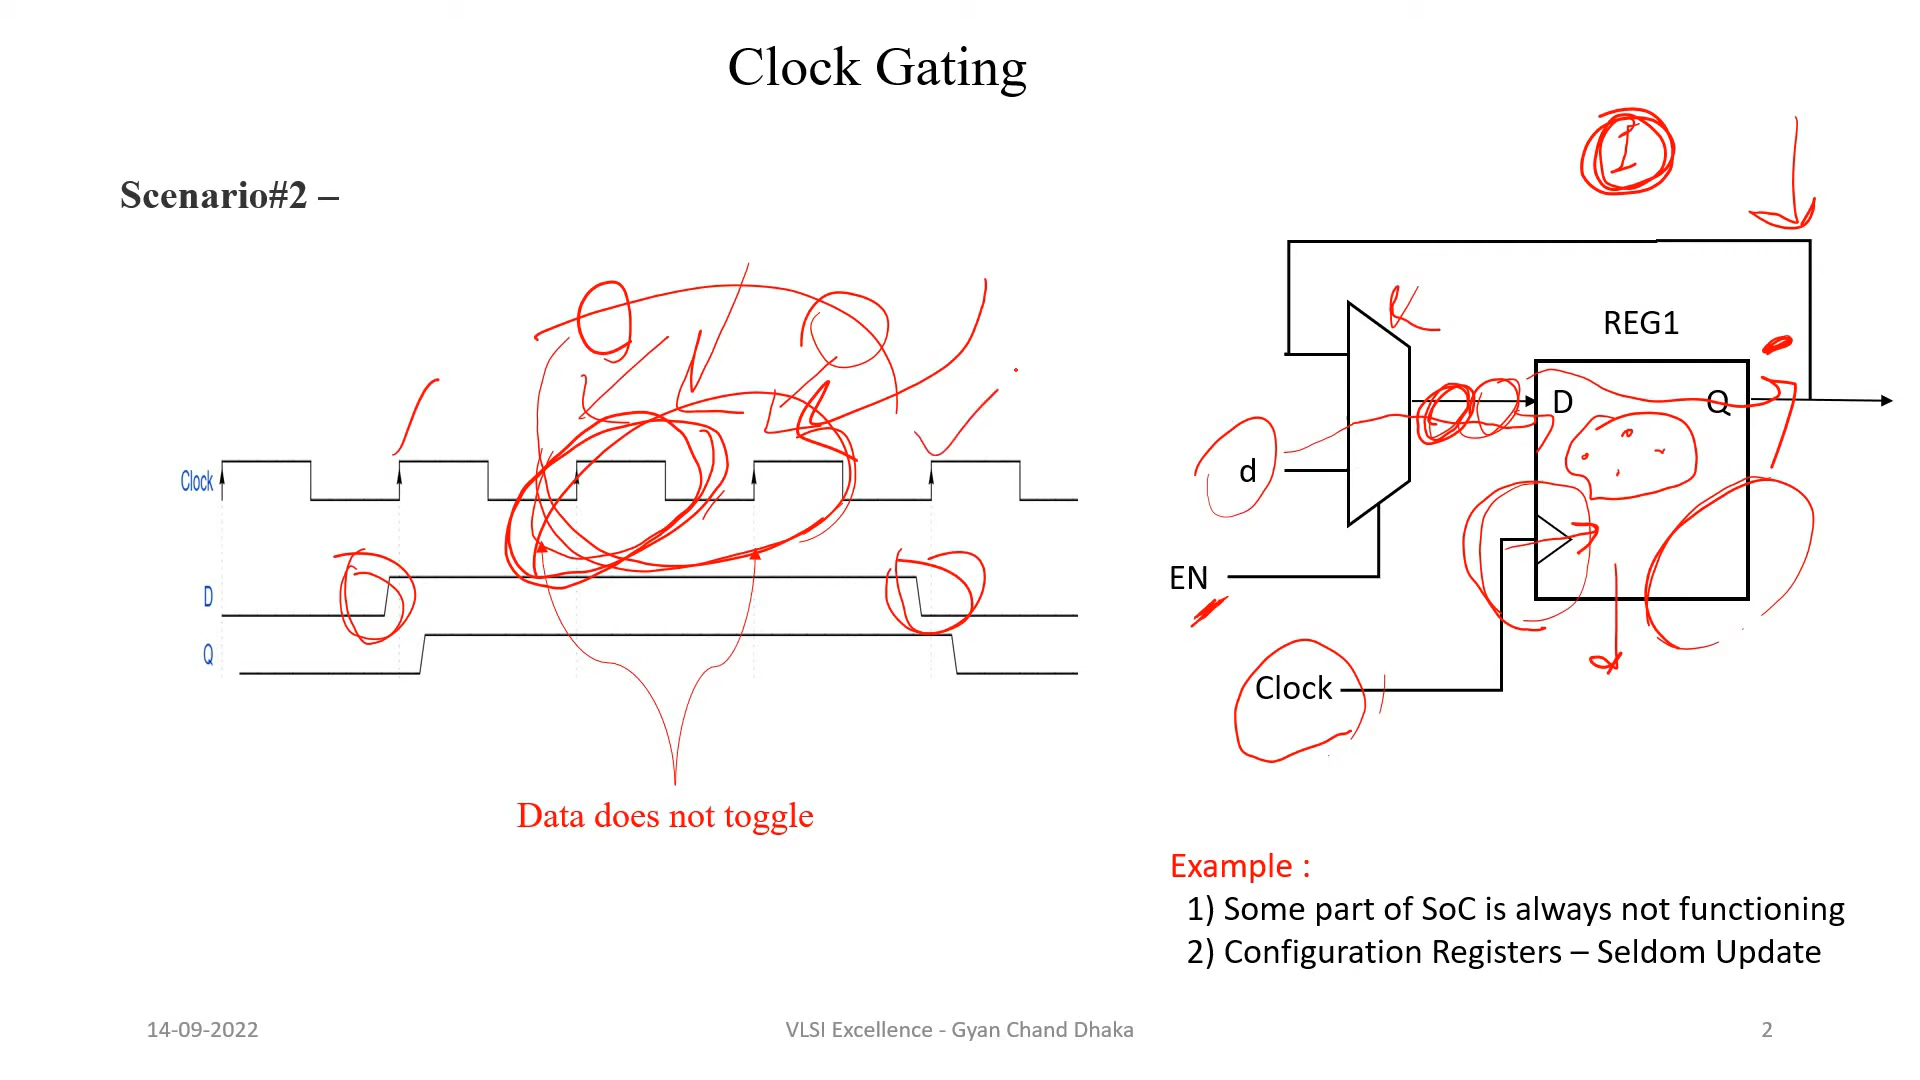 Clock Gating
Scenario#2 –
I
REG1
D
Q
d
EN
Clock
Clock
D
Q
Data does not toggle
Example :
1) Some part of SoC is always not functioning
2) Configuration Registers – Seldom Update
14-09-2022
VLSI Excellence - Gyan Chand Dhaka
2